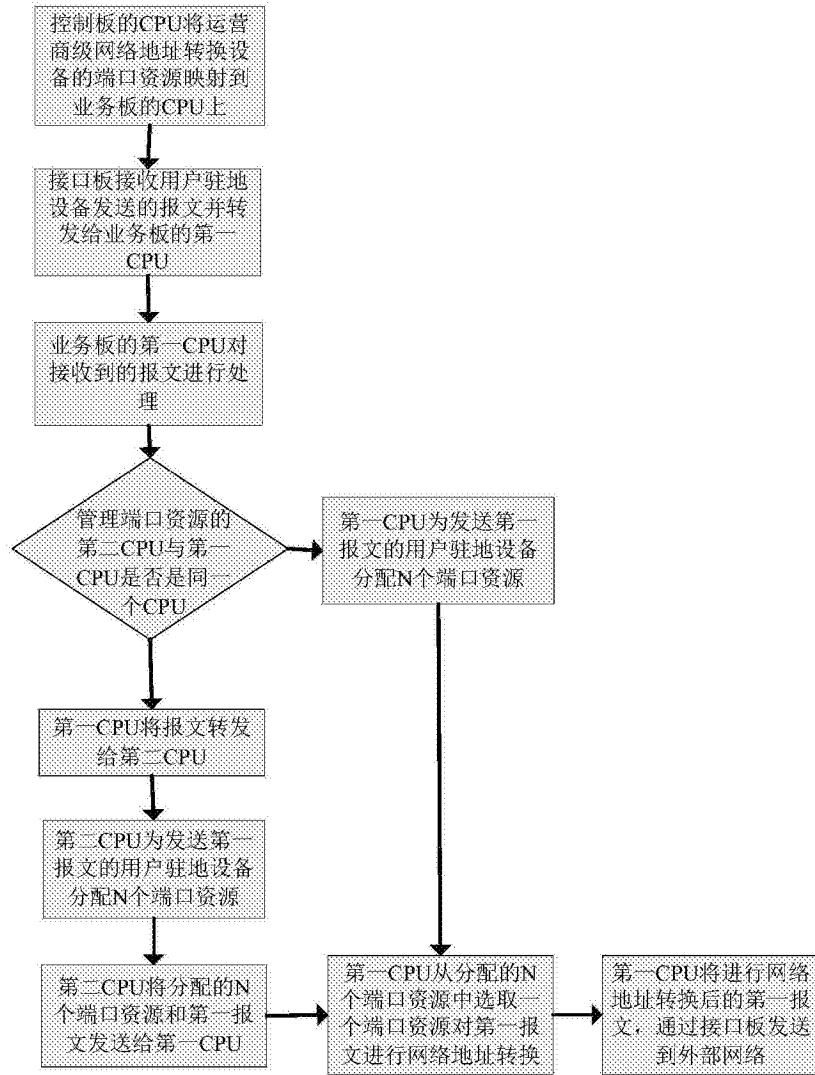 控制板的CPU将运营
商级网络地址转换设
备的端口资源映射到
业务板的CPU上
接口板接收用户驻地
设备发送的报文并转
发给业务板的第一
CPU
业务板的第一CPU对
接收到的报文进行处
理
管理端口资源的
第二CPU与第一
CPU是否是同一
个CPU
第一CPU为发送第一
报文的用户驻地设备
分配N个端口资源
第一CPU将报文转发
给第二CPU
第二CPU为发送第一
报文的用户驻地设备
分配N个端口资源
第二CPU将分配的N
个端口资源和第一报
文发送给第一CPU
第一CPU从分配的N
个端口资源中选取一
个端口资源对第一报
文进行网络地址转换
第一CPU将进行网络
地址转换后的第一报
文，通过接口板发送
到外部网络